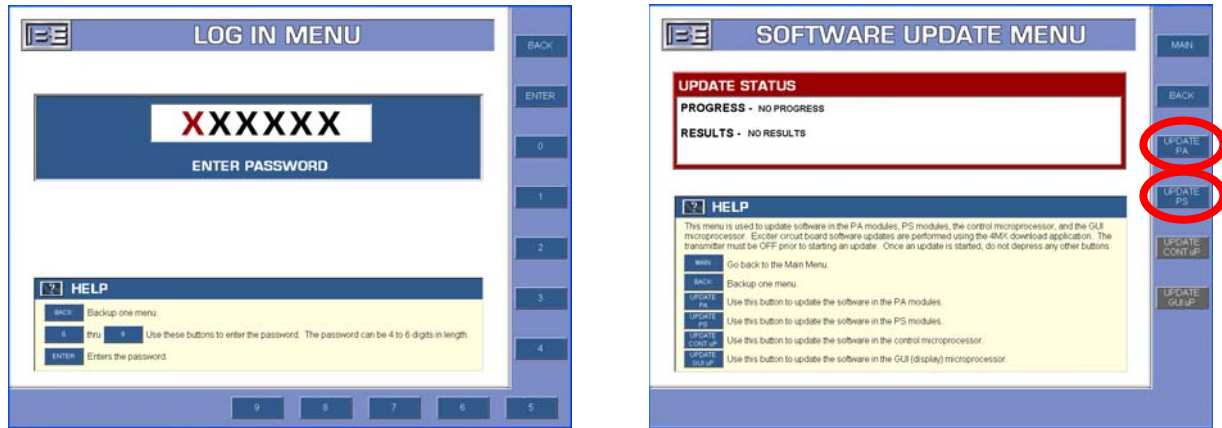 BE
LOG IN MENU
BACK
ENTER
XXXXXX
0
ENTER PASSWORD
1
2
? HELP
3
BACK Backup one menu.
0 thru 9 Use these buttons to enter the password. The password can be 4 to 6 digits in length.
4
ENTER Enters the password.
9 8 7 6 5
BE
SOFTWARE UPDATE MENU
MAIN
UPDATE STATUS
BACK
PROGRESS - NO PROGRESS
RESULTS - NO RESULTS
UPDATE
PA
UPDATE
PS
? HELP
This menu is used to update software in the PA modules, PS modules, the control microprocessor, and the GUI
microprocessor. Exciter circuit board software updates are performed using the 4MX download application. The
transmitter must be OFF prior to starting an update. Once an update is started, do not depress any other buttons.
UPDATE
CONT uP
MAIN Go back to the Main Menu.
BACK Backup one menu.
UPDATE
GUI uP
UPDATE
PA Use this button to update the software in the PA modules.
UPDATE
PS Use this button to update the software in the PS modules.
UPDATE
CONT uP Use this button to update the software in the control microprocessor.
UPDATE
GUI uP Use this button to update the software in the GUI (display) microprocessor.